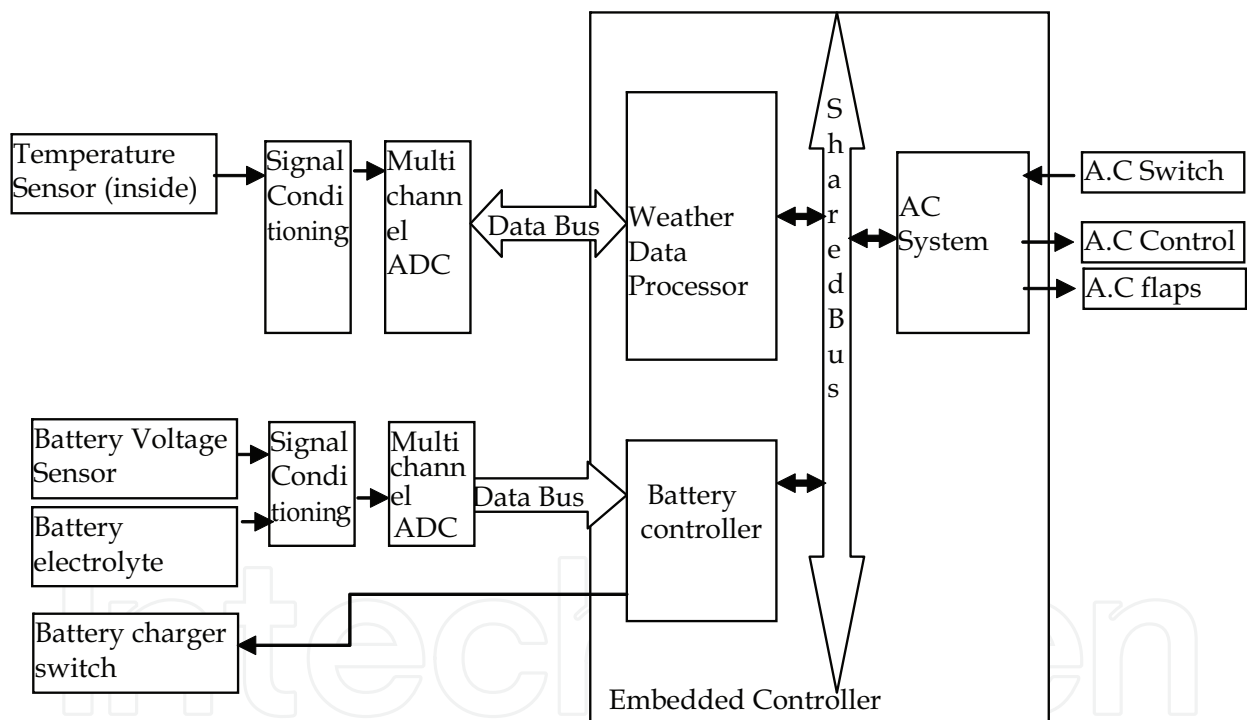 Temperature
Sensor (inside)
Signal
Condi
tioning
Multi
chann
el
ADC
Data Bus
Weather
Data
Processor
SharedBus
AC
System
A.C Switch
A.C Control
A.C flaps
Battery Voltage
Sensor
Battery
electrolyte
Signal
Condi
tioning
Multi
chann
el
ADC
Data Bus
Battery
controller
Battery charger
switch
Embedded Controller